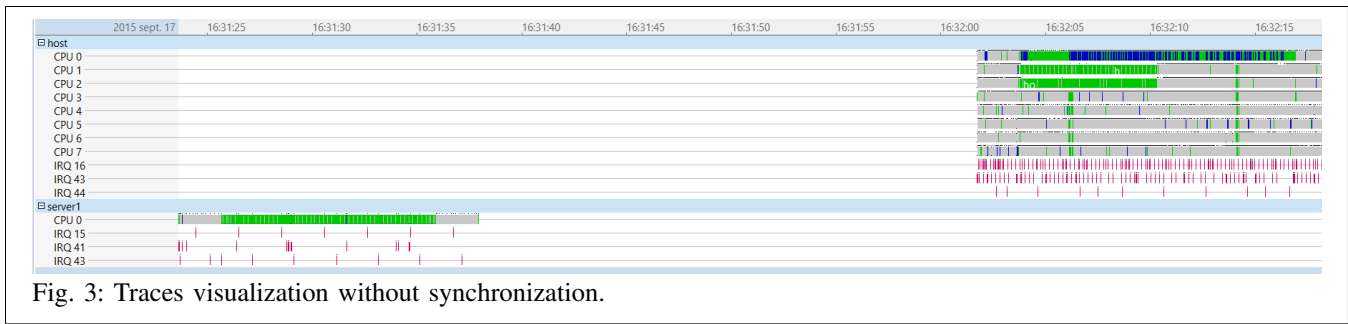 2015 sept. 17 16:31:25 16:31:30 16:31:35 16:31:40 16:31:45 16:31:50 16:31:55 16:32:00 16:32:05 16:32:10 16:32:15
host
CPU 0
CPU 1
CPU 2
CPU 3
CPU 4
CPU 5
CPU 6
CPU 7
IRQ 16
IRQ 43
IRQ 44
server1
CPU 0
IRQ 15
IRQ 41
IRQ 43
Fig. 3: Traces visualization without synchronization.